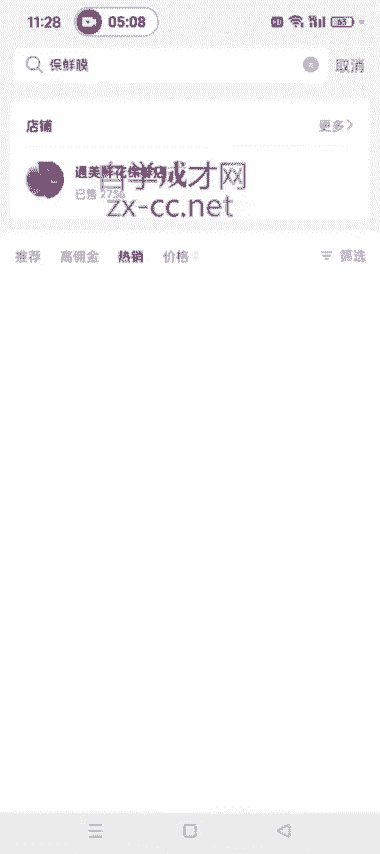 11:28 05:08 65
保鲜膜 取消
店铺 更多
遇美鲜花保鲜店
已售 2756
自学成才网
zx-cc.net
推荐 高佣金 热销 价格 筛选